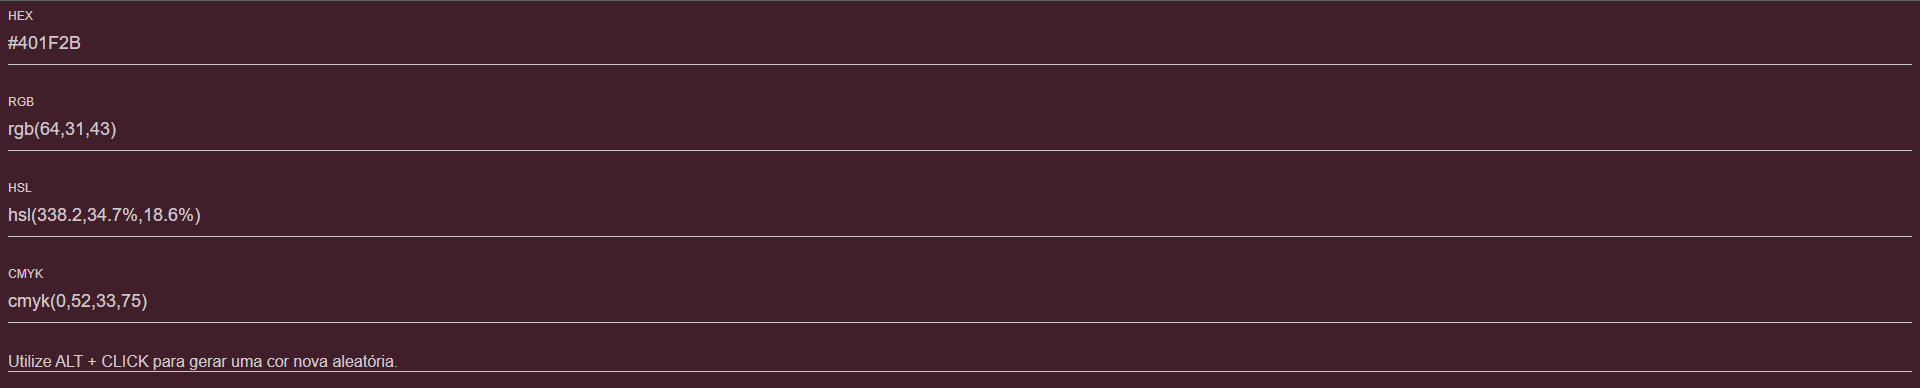 HEX
#401F2B
RGB
rgb(64,31,43)
HSL
hsl(338.2,34.7%,18.6%)
CMYK
cmyk(0,52,33,75)
Utilize ALT + CLICK para gerar uma cor nova aleatória.